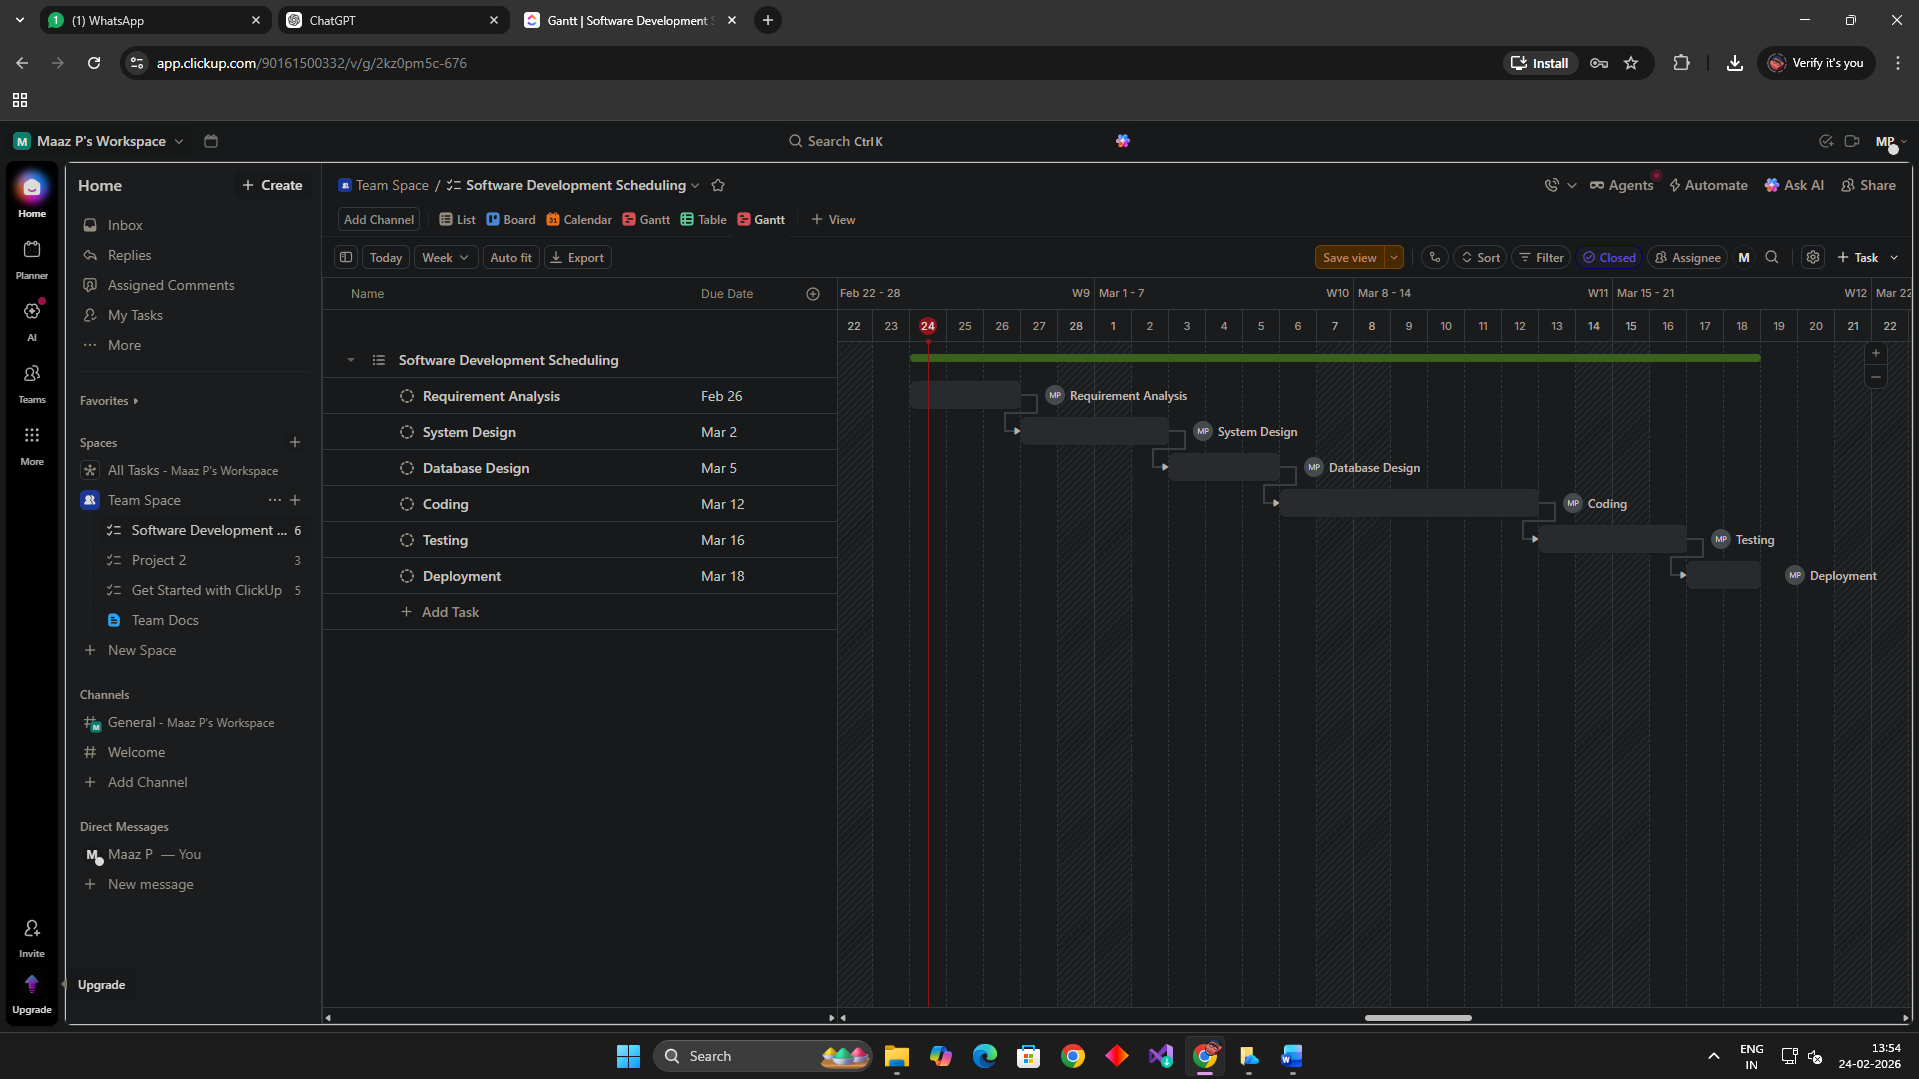 (1) WhatsApp
ChatGPT
Gantt | Software Development S
app.clickup.com/90161500332/v/g/2kz0pm5c-676
Install
Verify it's you
M Maaz P's Workspace
Search Ctrl K
MP
Home
Planner
AI
Teams
More
Invite
Upgrade
Home
+ Create
Inbox
Replies
Assigned Comments
My Tasks
More
Favorites
Spaces
All Tasks - Maaz P's Workspace
Team Space
Software Development ... 6
Project 2 3
Get Started with ClickUp 5
Team Docs
+ New Space
Channels
General - Maaz P's Workspace
# Welcome
+ Add Channel
Direct Messages
M Maaz P — You
+ New message
Upgrade
Team Space / Software Development Scheduling
Agents
Automate
Ask AI
Share
Add Channel
List
Board
Calendar
Gantt
Table
Gantt
+ View
Today
Week
Auto fit
Export
Save view
Sort
Filter
Closed
Assignee
M
+ Task
Name Due Date
Feb 22 - 28 W9 Mar 1 - 7 W10 Mar 8 - 14 W11 Mar 15 - 21 W12 Mar 22
22 23 24 25 26 27 28 1 2 3 4 5 6 7 8 9 10 11 12 13 14 15 16 17 18 19 20 21 22
Software Development Scheduling
Requirement Analysis Feb 26 MP Requirement Analysis
System Design Mar 2 MP System Design
Database Design Mar 5 MP Database Design
Coding Mar 12 MP Coding
Testing Mar 16 MP Testing
Deployment Mar 18 MP Deployment
+ Add Task
Search
ENG
IN
13:54
24-02-2026